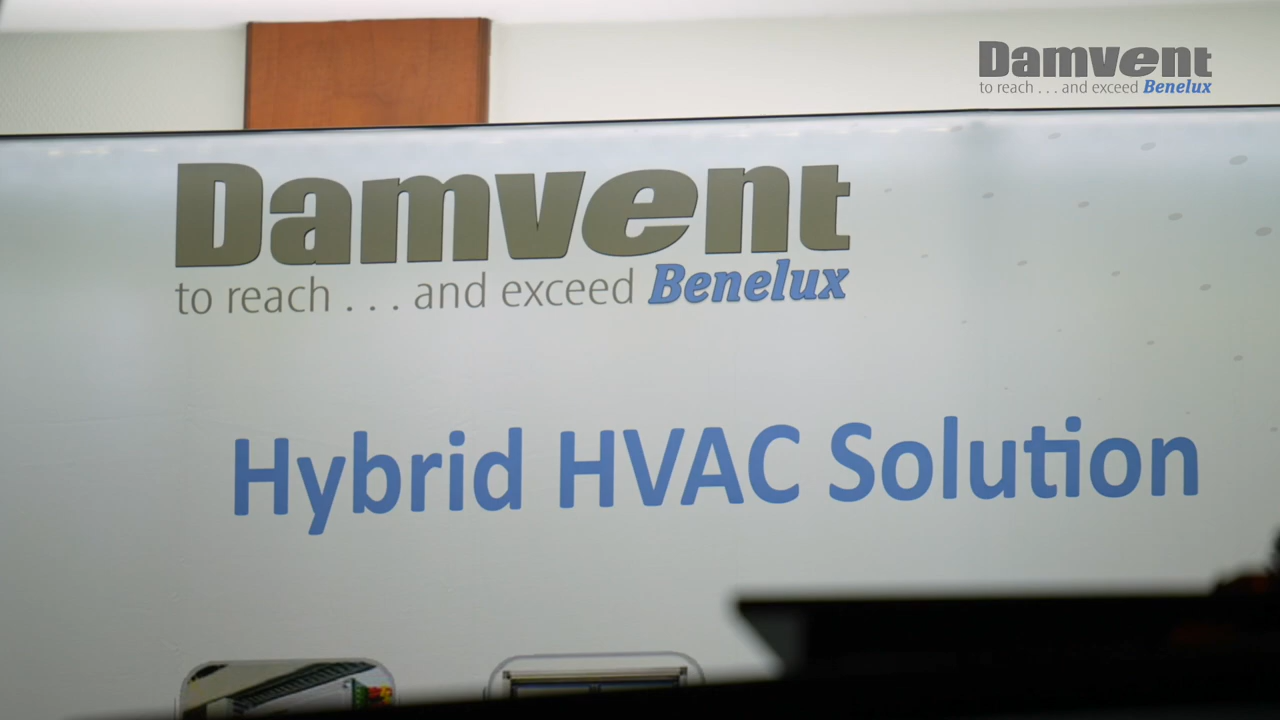 Damvent
to reach . . . and exceed Benelux
Damvent
to reach . . . and exceed Benelux
Hybrid HVAC Solution